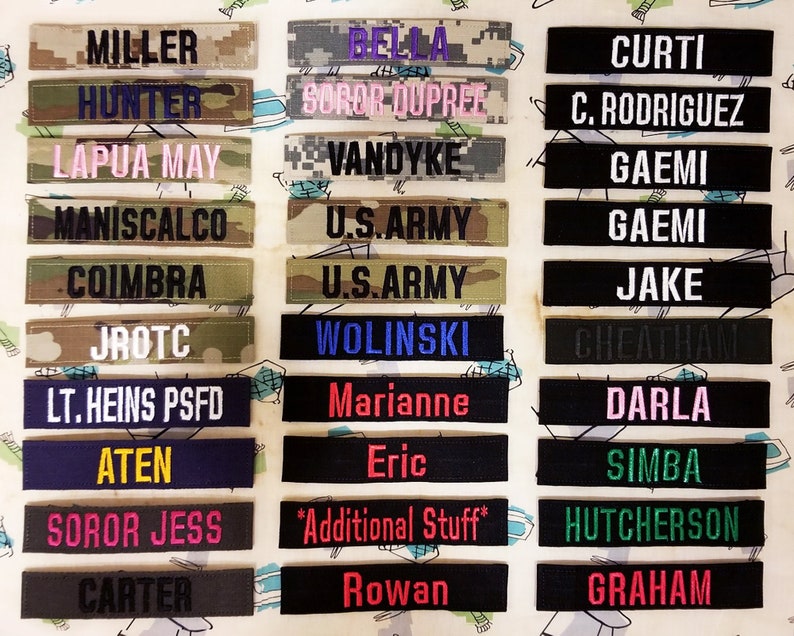 MILLER
HUNTER
LAPUA MAY
MANISCALCO
COIMBRA
JROTC
LT. HEINS PSFD
ATEN
SOROR JESS
CARTER
BELLA
SOROR DUPREE
VANDYKE
U.S.ARMY
U.S.ARMY
WOLINSKI
Marianne
Eric
*Additional Stuff*
Rowan
CURTI
C. RODRIGUEZ
GAEMI
GAEMI
JAKE
CHEATHAM
DARLA
SIMBA
HUTCHERSON
GRAHAM